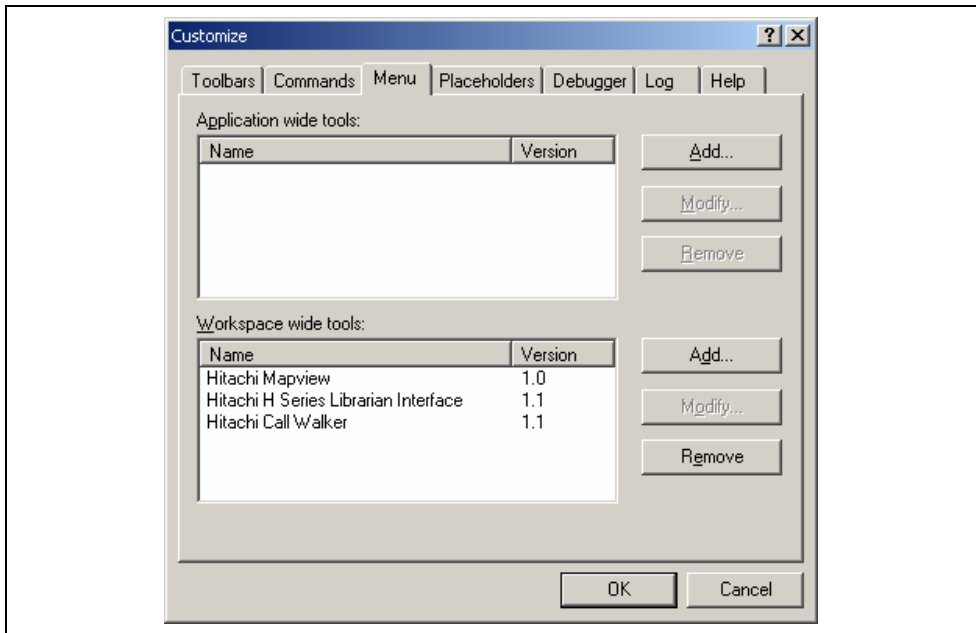 Customize
Toolbars Commands Menu Placeholders Debugger Log Help
Application wide tools:
Name Version
Add...
Modify...
Remove
Workspace wide tools:
Name Version
Hitachi Mapview 1.0
Hitachi H Series Librarian Interface 1.1
Hitachi Call Walker 1.1
Add...
Modify...
Remove
OK Cancel